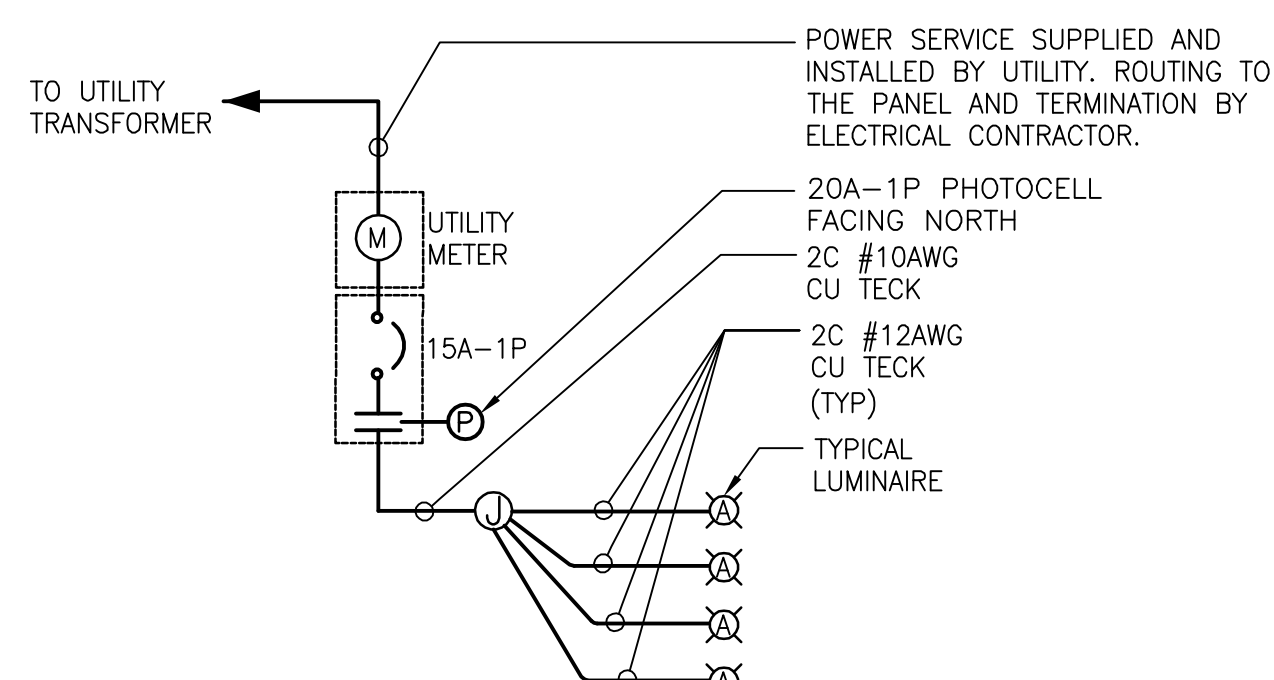 POWER SERVICE SUPPLIED AND
INSTALLED BY UTILITY. ROUTING TO
THE PANEL AND TERMINATION BY
ELECTRICAL CONTRACTOR.
TO UTILITY
TRANSFORMER
20A-1P PHOTOCELL
FACING NORTH
M
UTILITY
METER
2C #10AWG
CU TECK
15A-1P
2C #12AWG
CU TECK
(TYP)
P
TYPICAL
LUMINAIRE
J
A
A
A
A